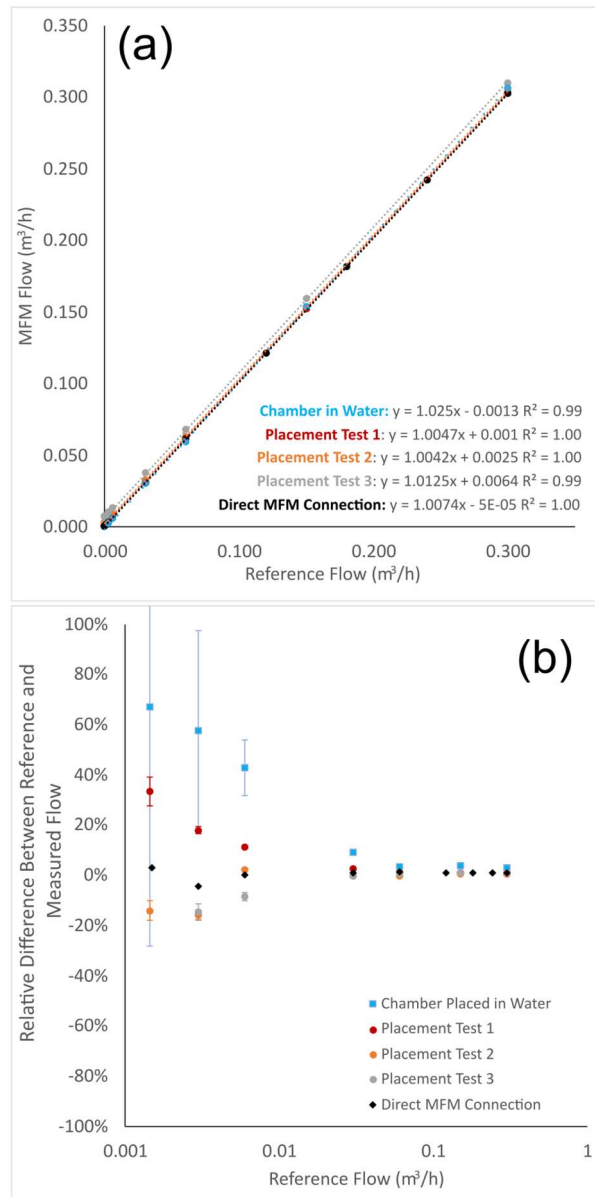 (a)
0.350
0.300
0.250
0.200
0.150
0.100
0.050
0.000
MFM Flow (m³/h)
Chamber in Water: y = 1.025x - 0.0013 R² = 0.99
Placement Test 1: y = 1.0047x + 0.001 R² = 1.00
Placement Test 2: y = 1.0042x + 0.0025 R² = 1.00
Placement Test 3: y = 1.0125x + 0.0064 R² = 0.99
Direct MFM Connection: y = 1.0074x - 5E-05 R² = 1.00
0.000 0.100 0.200 0.300
Reference Flow (m³/h)
(b)
100%
80%
60%
40%
20%
0%
-20%
-40%
-60%
-80%
-100%
Relative Difference Between Reference and
Measured Flow
Chamber Placed in Water
Placement Test 1
Placement Test 2
Placement Test 3
Direct MFM Connection
0.001 0.01 0.1 1
Reference Flow (m³/h)